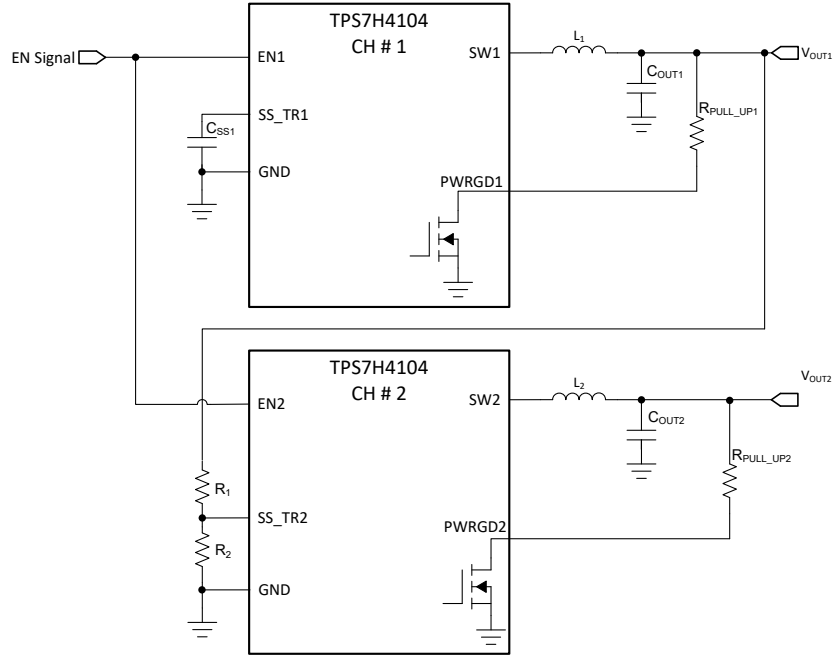 TPS7H4104
CH # 1
EN Signal
EN1
SW1
L1
VOUT1
COUT1
RPULL_UP1
SS_TR1
CSS1
GND
PWRGD1
TPS7H4104
CH # 2
EN2
SW2
L2
VOUT2
COUT2
RPULL_UP2
R1
SS_TR2
PWRGD2
R2
GND